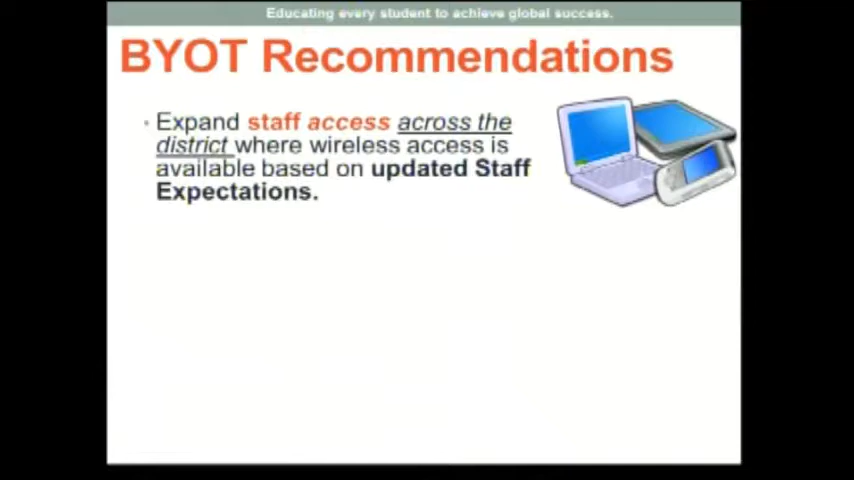 Educating every student to achieve global success.
BYOT Recommendations
• Expand staff access across the
district where wireless access is
available based on updated Staff
Expectations.